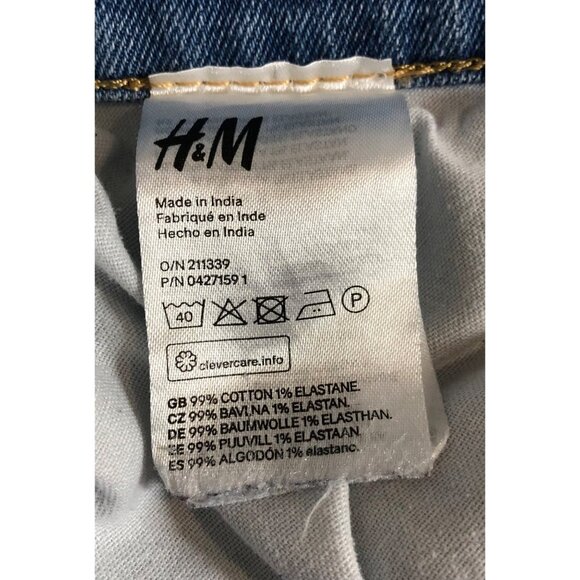 H&M
Made in India
Fabriqué en Inde
Hecho en India
O/N 211339
P/N 0427159 1
40 P
clevercare.info
GB 99% COTTON 1% ELASTANE.
CZ 99% BAVLNA 1% ELASTAN.
DE 99% BAUMWOLLE 1% ELASTHAN.
EE 99% PUUVILL 1% ELASTAAN.
ES 99% ALGODÓN 1% elastano.